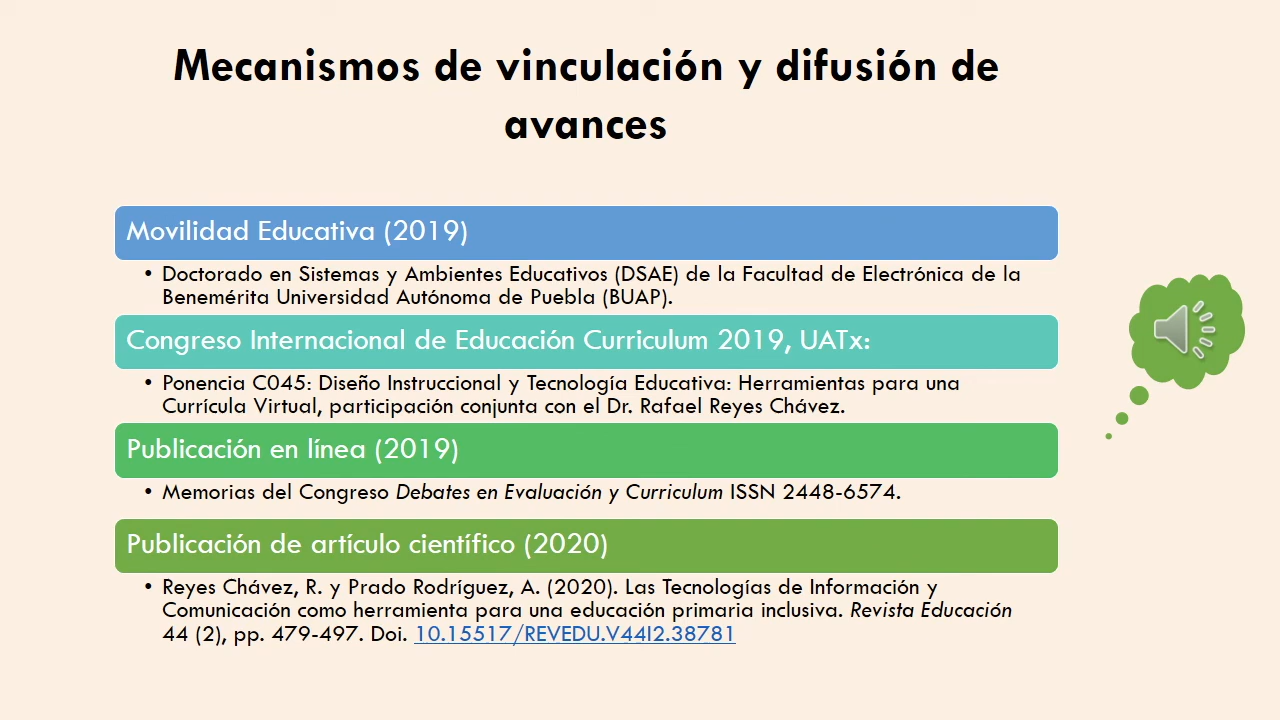 Mecanismos de vinculación y difusión de
avances
Movilidad Educativa (2019)
• Doctorado en Sistemas y Ambientes Educativos (DSAE) de la Facultad de Electrónica de la
Benemérita Universidad Autónoma de Puebla (BUAP).
Congreso Internacional de Educación Curriculum 2019, UATx:
• Ponencia C045: Diseño Instruccional y Tecnología Educativa: Herramientas para una
Currícula Virtual, participación conjunta con el Dr. Rafael Reyes Chávez.
Publicación en línea (2019)
• Memorias del Congreso Debates en Evaluación y Curriculum ISSN 2448-6574.
Publicación de artículo científico (2020)
• Reyes Chávez, R. y Prado Rodríguez, A. (2020). Las Tecnologías de Información y
Comunicación como herramienta para una educación primaria inclusiva. Revista Educación
44 (2), pp. 479-497. Doi. 10.15517/REVEDU.V44I2.38781